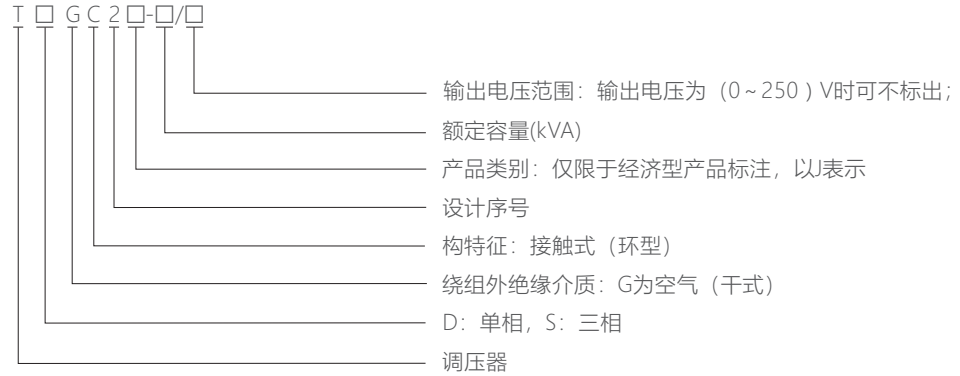 T□GC2□-□/□
输出电压范围：输出电压为（0~250）V时可不标出；
额定容量(kVA)
产品类别：仅限于经济型产品标注，以J表示
设计序号
构特征：接触式（环型）
绕组外绝缘介质：G为空气（干式）
D：单相，S：三相
调压器